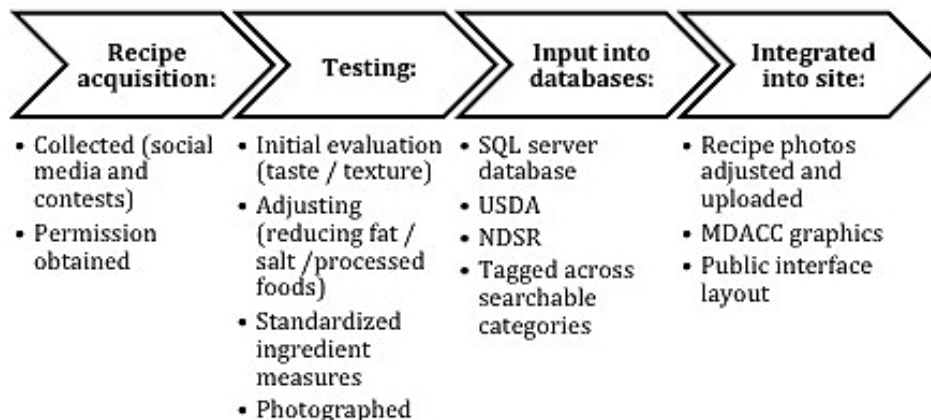 Recipe
acquisition:
• Collected (social
media and
contests)
• Permission
obtained
Testing:
• Initial evaluation
(taste / texture)
• Adjusting
(reducing fat /
salt /processed
foods)
• Standardized
ingredient
measures
• Photographed
Input into
databases:
• SQL server
database
• USDA
• NDSR
• Tagged across
searchable
categories
Integrated
into site:
• Recipe photos
adjusted and
uploaded
• MDACC graphics
• Public interface
layout